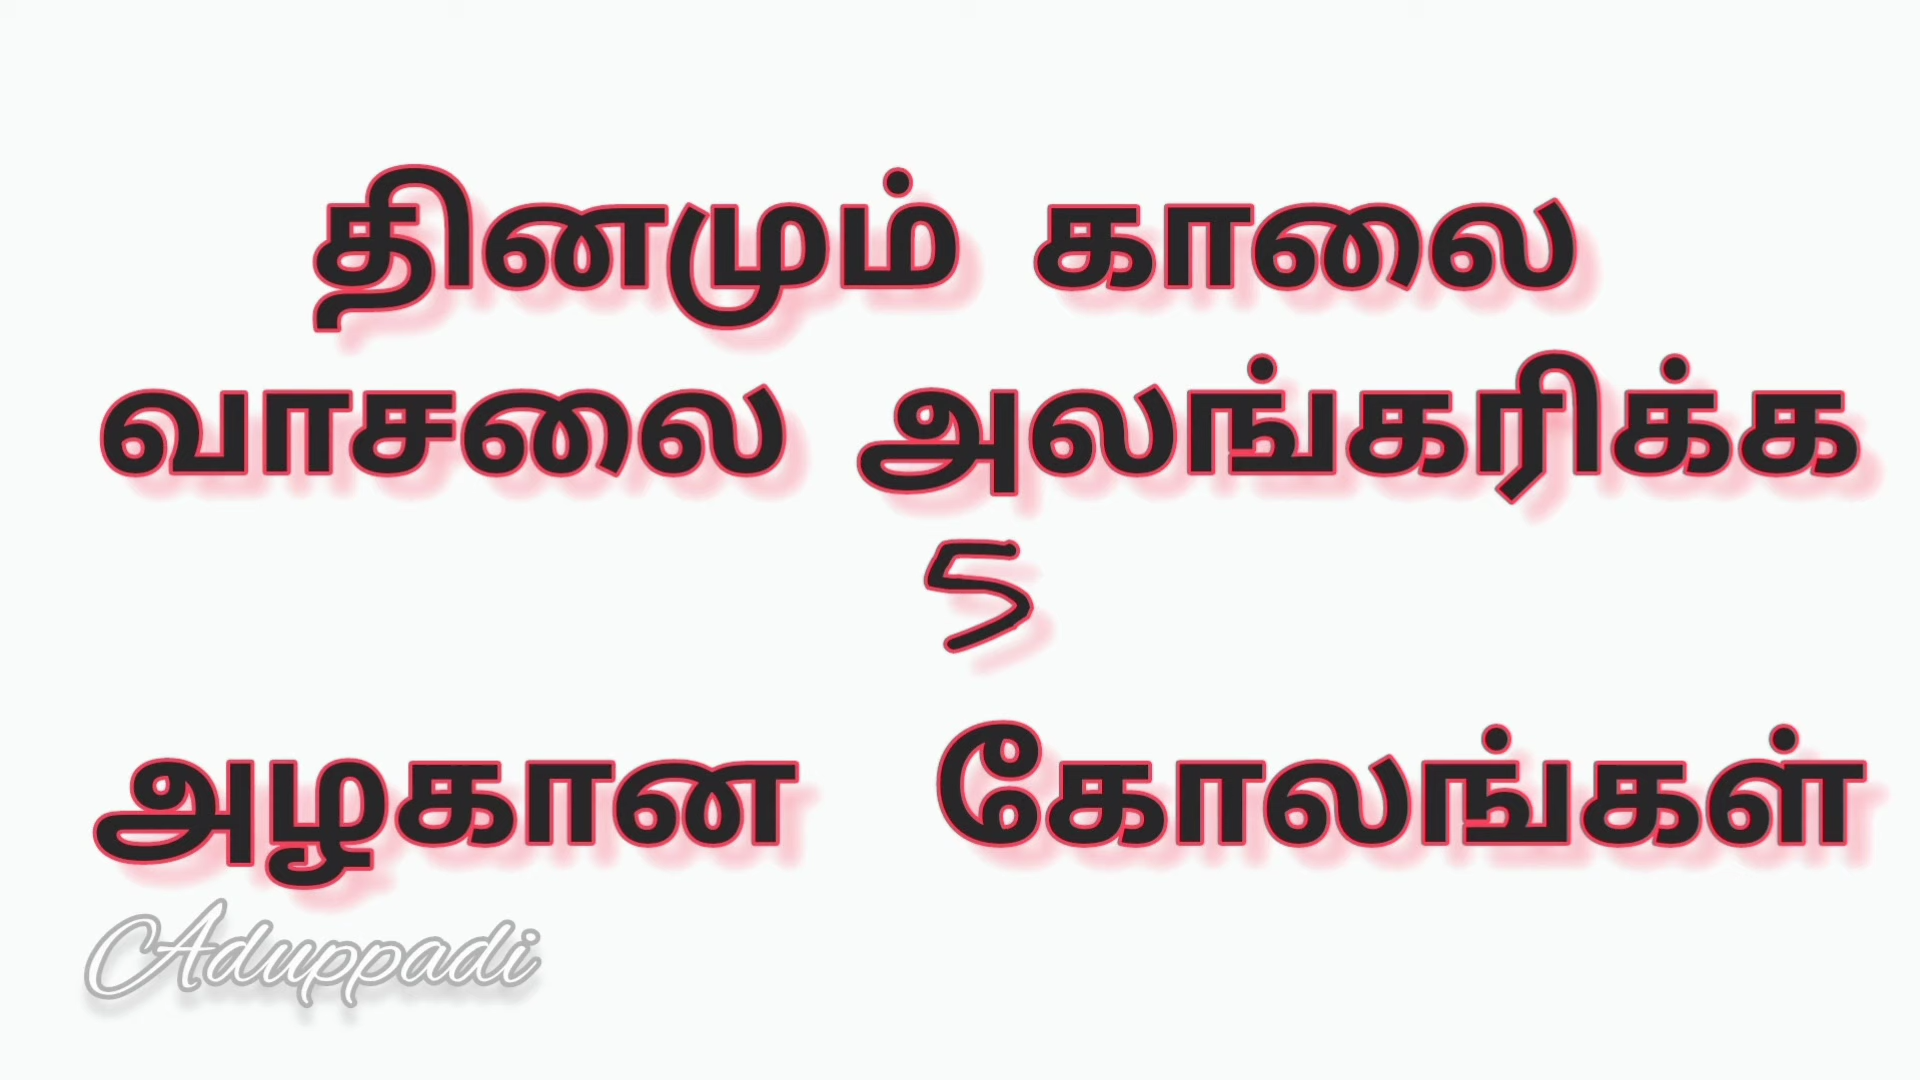 தினமும் காலை
வாசலை அலங்கரிக்க
5
அழகான கோலங்கள்
Aduppadi